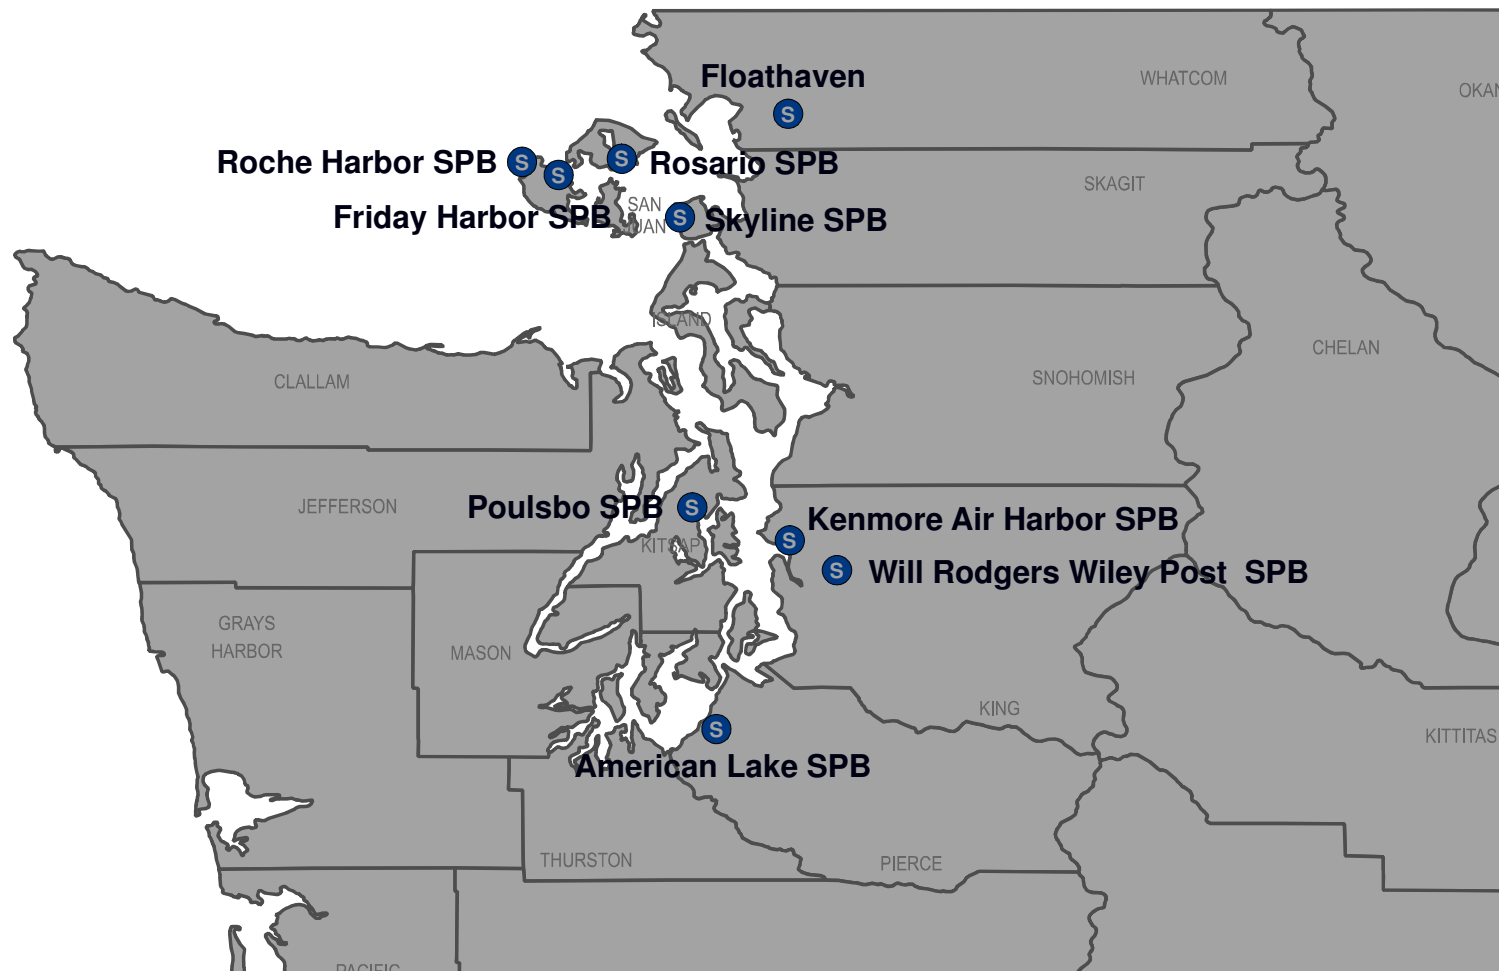 Floathaven
WHATCOM
OKAN
S
Roche Harbor SPB
S
S
S
Rosario SPB
SKAGIT
Friday Harbor SPB
SAN
JUAN
S
Skyline SPB
ISLAND
CHELAN
CLALLAM
SNOHOMISH
JEFFERSON
Poulsbo SPB
S
Kenmore Air Harbor SPB
S
KITSAP
S
Will Rodgers Wiley Post SPB
GRAYS
HARBOR
MASON
KING
S
KITTITAS
American Lake SPB
THURSTON
PIERCE
PACIFIC